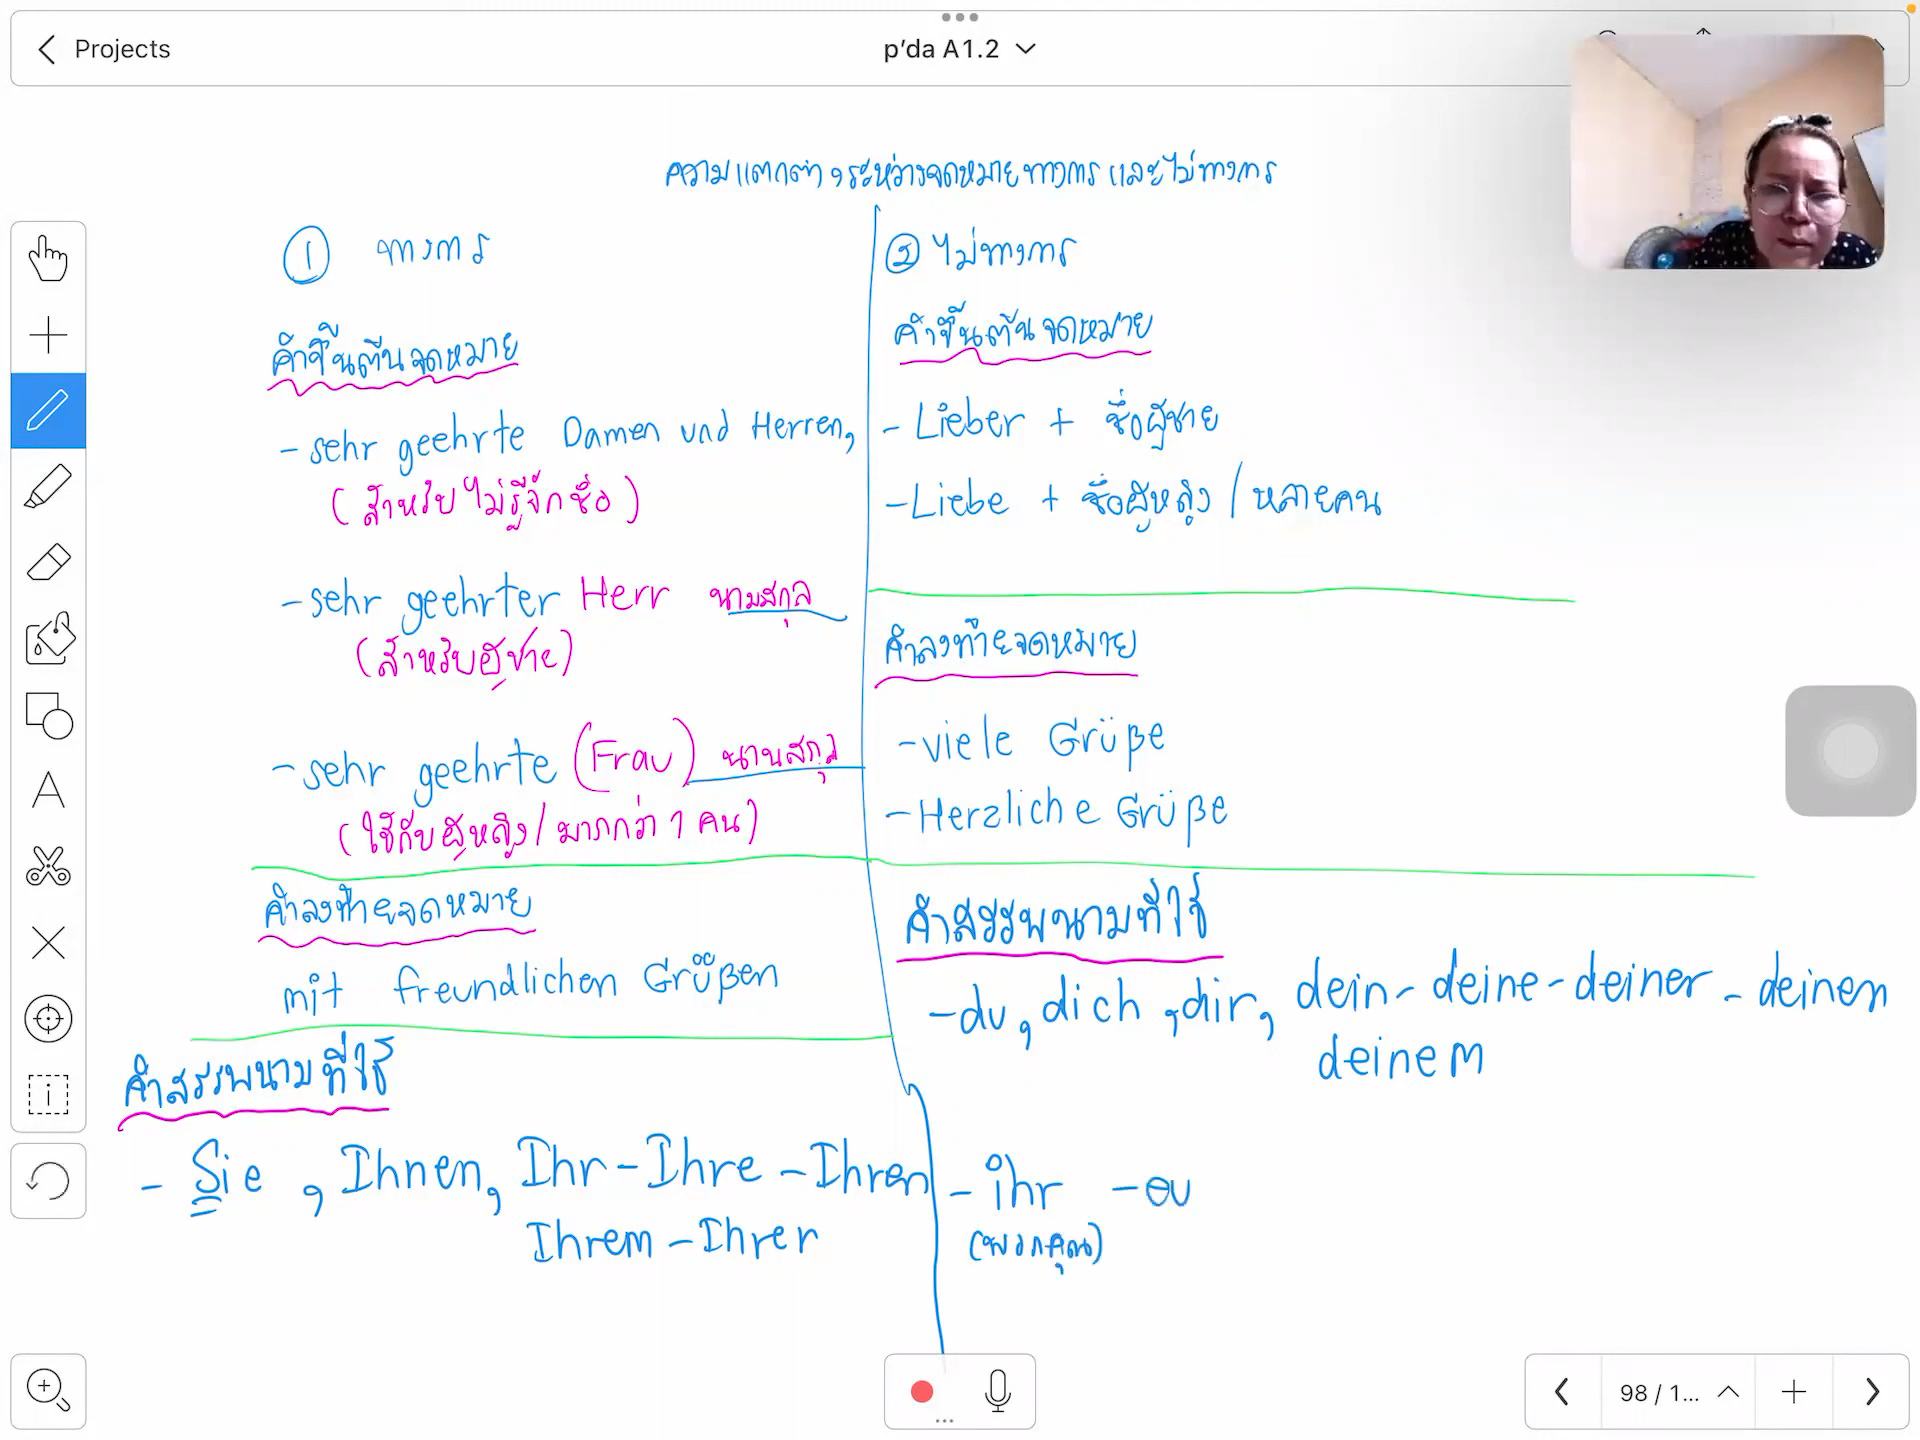 Projects
p'da A1.2
ความแตกต่างระหว่างจดหมายทางการ และไม่ทางการ
① ทางการ
คำขึ้นต้นจดหมาย
- sehr geehrte Damen und Herren,
(สำหรับไม่รู้จักชื่อ)
- sehr geehrter Herr นามสกุล
(สำหรับผู้ชาย)
- sehr geehrte (Frau) นามสกุล
(ใช้กับผู้หญิง/มากกว่า 1 คน)
คำลงท้ายจดหมาย
mit freundlichen Grüßen
คำสรรพนามที่ใช้
- Sie, Ihnen, Ihr - Ihre - Ihren
Ihrem - Ihrer
② ไม่ทางการ
คำขึ้นต้นจดหมาย
- Lieber + ชื่อผู้ชาย
- Liebe + ชื่อผู้หญิง / หลายคน
คำลงท้ายจดหมาย
- viele Grüße
- Herzliche Grüße
คำสรรพนามที่ใช้
- du, dich, dir, dein - deine - deiner - deinen
deinem
- ihr - eu
(พวกคุณ)
98 / 1...